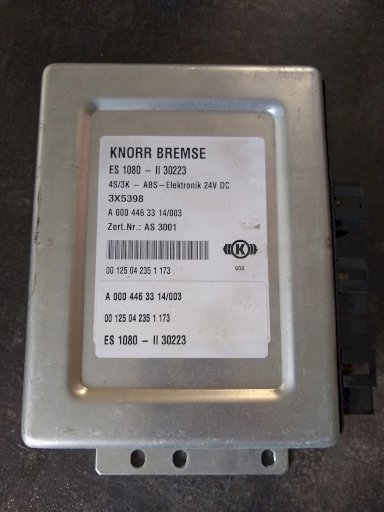 KNORR BREMSE
ES 1080 - II 30223
4S/3K - ABS-Elektronik 24V DC
3X5398
A 000 446 33 14/003
Zert.Nr.: AS 3001
K
608
00 125 04 235 1 173
A 000 446 33 14/003
00 125 04 235 1 173
ES 1080 - II 30223